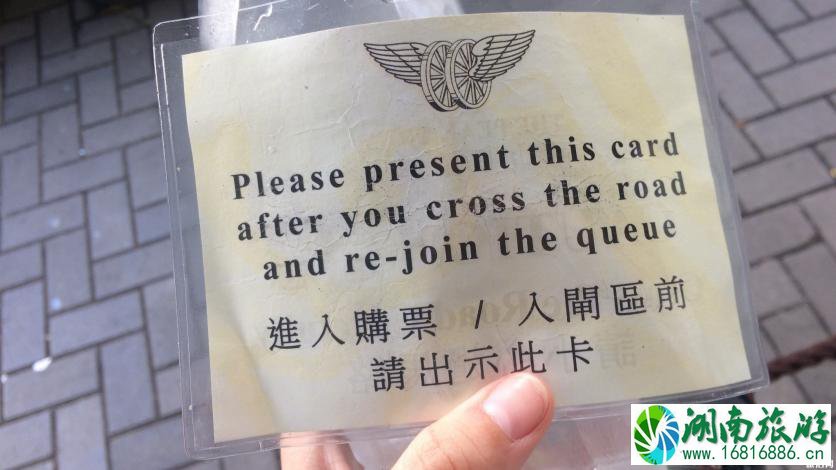 Please present this card
after you cross the road
and re-join the queue
進入購票 / 入閘區前
請出示此卡
湖南旅游
www.16816886.cn